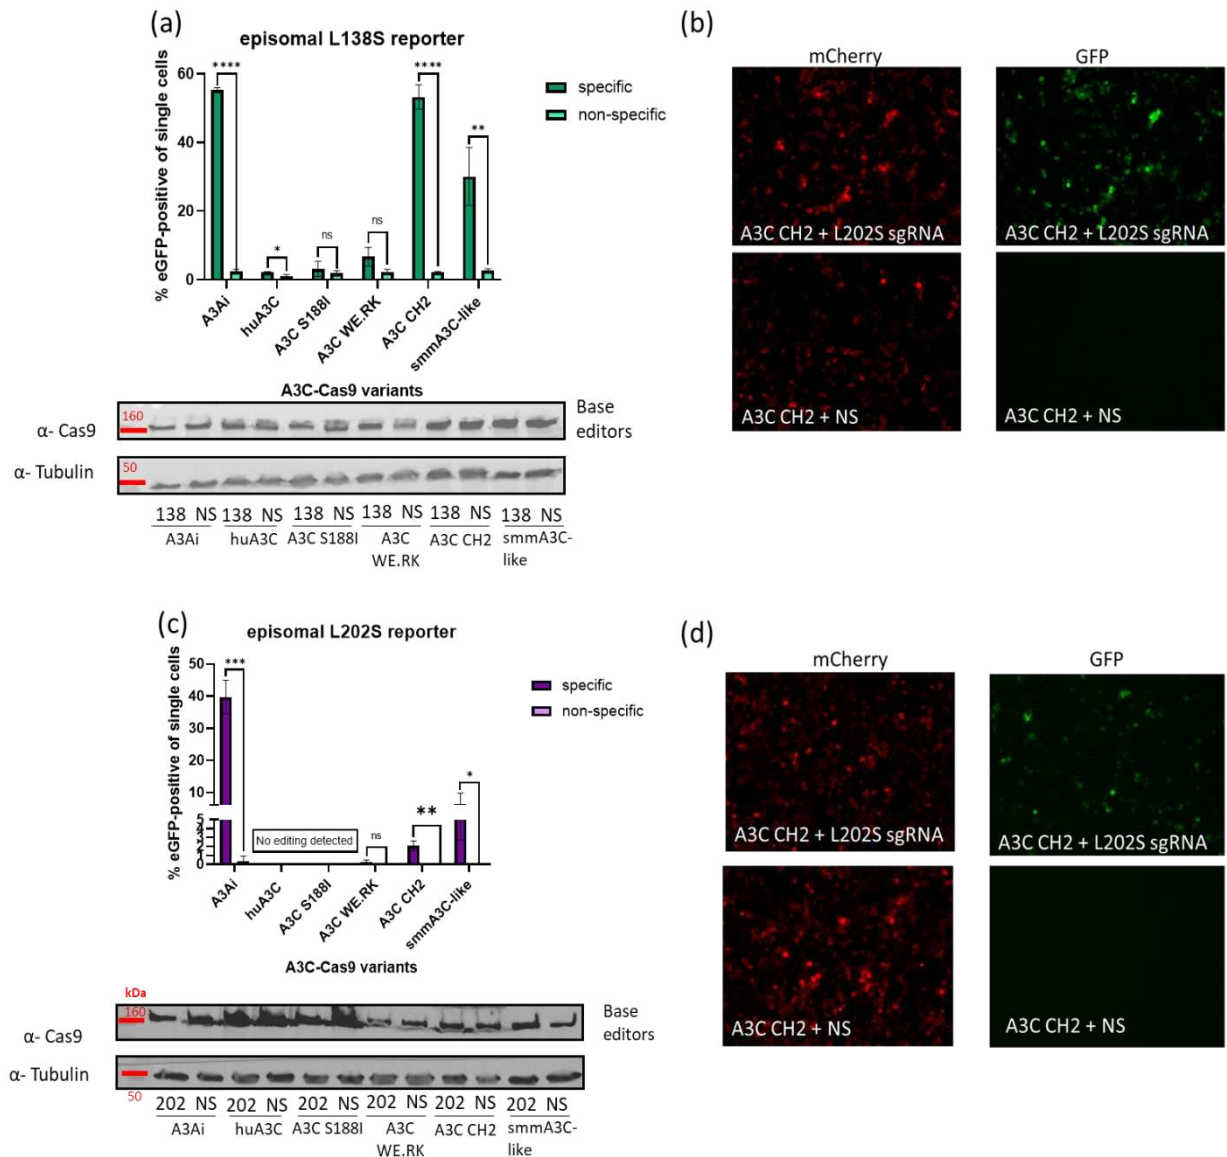 (a)
episomal L138S reporter
% eGFP-positive of single cells
60
40
20
0
****
*
ns
ns
****
**
specific
non-specific
A3Ai
huA3C
A3C S188I
A3C WE.RK
A3C CH2
smmA3C-like
A3C-Cas9 variants
α- Cas9
160
Base
editors
α- Tubulin
50
138 NS 138 NS 138 NS 138 NS 138 NS 138 NS
A3Ai huA3C A3C S188I A3C WE.RK A3C CH2 smmA3C-like
(b)
mCherry GFP
A3C CH2 + L202S sgRNA A3C CH2 + L202S sgRNA
A3C CH2 + NS A3C CH2 + NS
(c)
episomal L202S reporter
% eGFP-positive of single cells
50
40
30
20
10
5
4
3
2
1
0
***
No editing detected
ns
**
*
specific
non-specific
A3Ai
huA3C
A3C S188I
A3C WE.RK
A3C CH2
smmA3C-like
A3C-Cas9 variants
kDa
160
α- Cas9
Base
editors
α- Tubulin
50
202 NS 202 NS 202 NS 202 NS 202 NS 202 NS
A3Ai huA3C A3C S188I A3C WE.RK A3C CH2 smmA3C-like
(d)
mCherry GFP
A3C CH2 + L202S sgRNA A3C CH2 + L202S sgRNA
A3C CH2 + NS A3C CH2 + NS